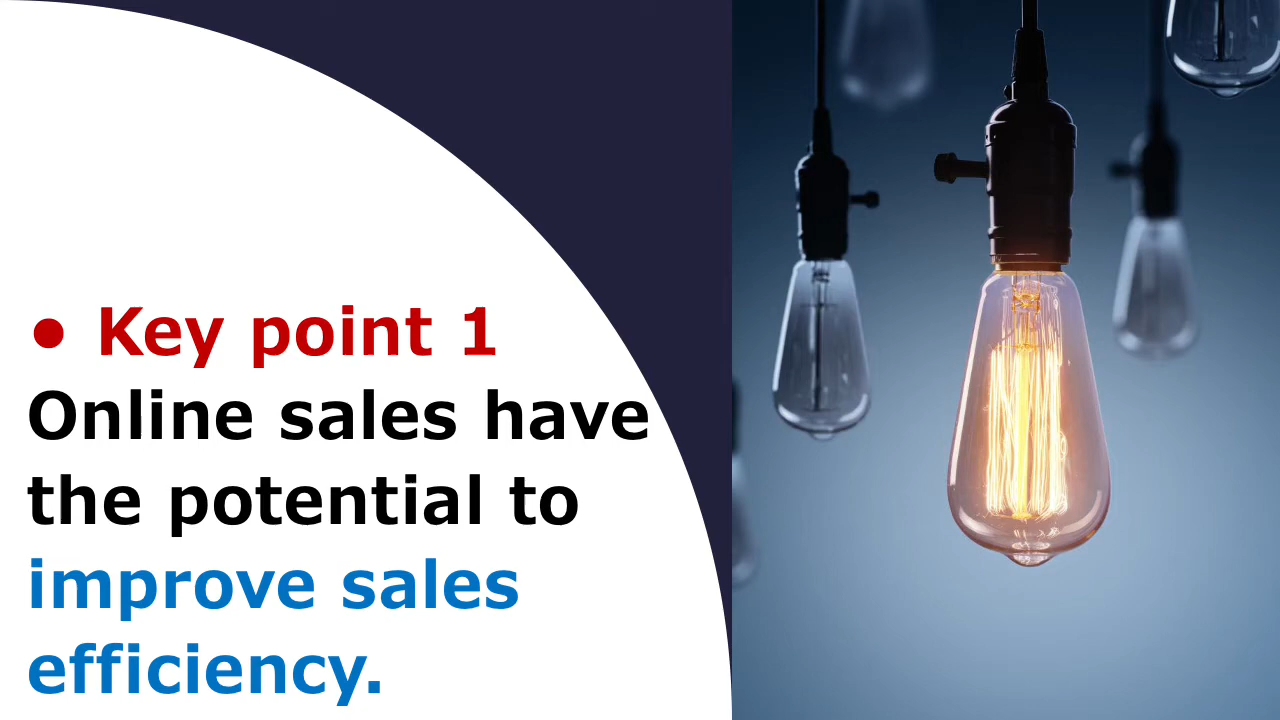 • Key point 1
Online sales have
the potential to
improve sales
efficiency.